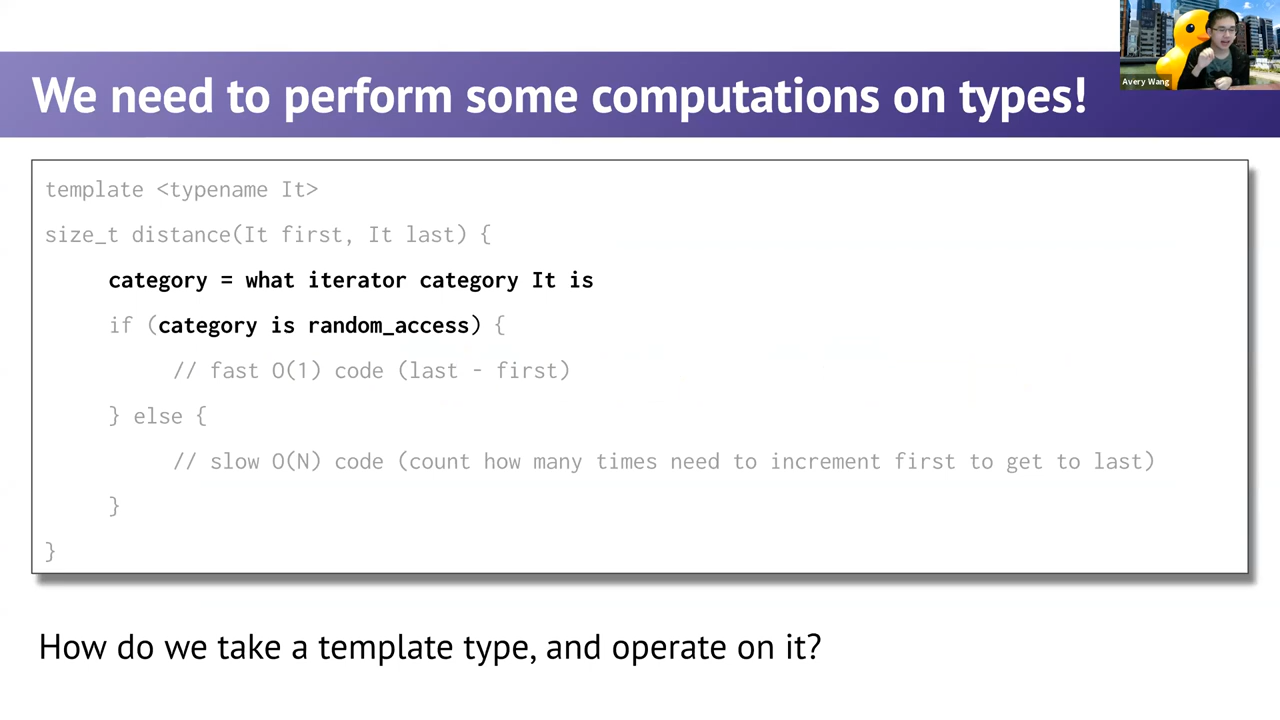 We need to perform some computations on types!
Avery Wang
template <typename It>
size_t distance(It first, It last) {
category = what iterator category It is
if (category is random_access) {
// fast O(1) code (last - first)
} else {
// slow O(N) code (count how many times need to increment first to get to last)
}
}
How do we take a template type, and operate on it?